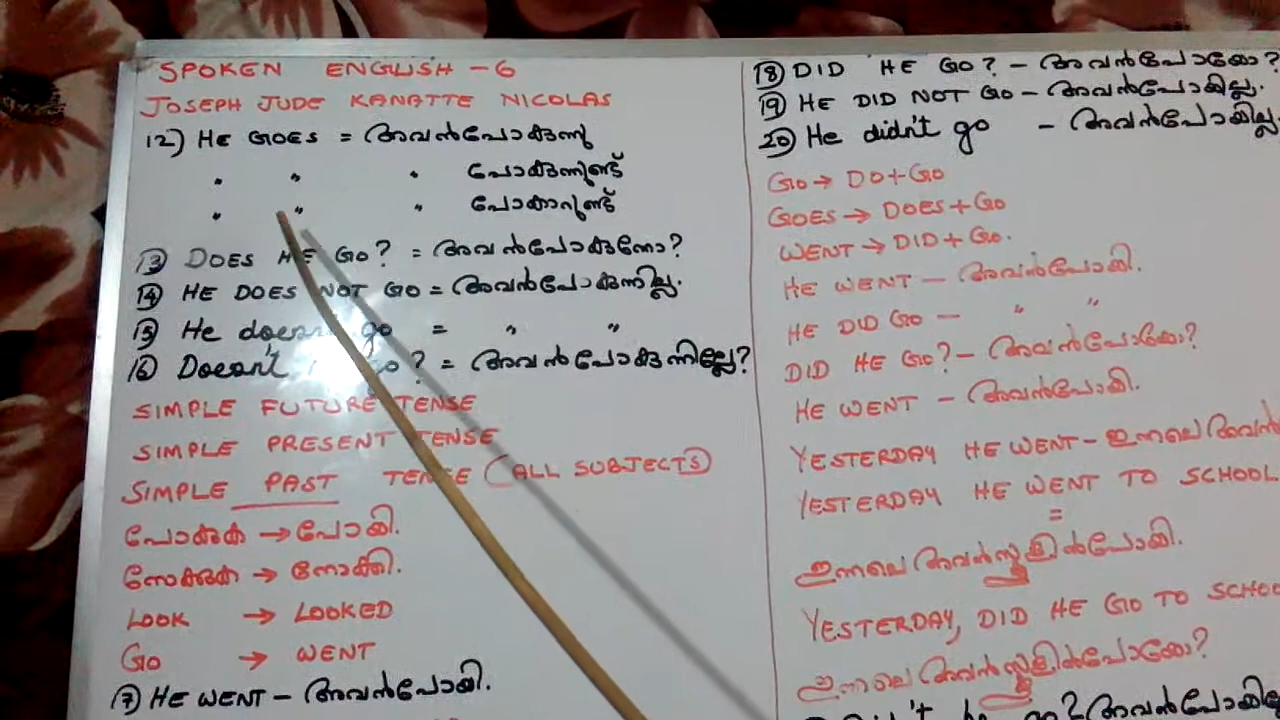 SPOKEN ENGLISH - 6
JOSEPH JUDE KANATTE NICOLAS
12) HE GOES = അവൻപോകുന്നു
" " " പോകുന്നുണ്ട്
" " " പോകാറുണ്ട്
13 DOES HE GO? = അവൻപോകുന്നോ?
14 HE DOES NOT GO = അവൻപോകുന്നില്ല.
15 He go = " "
16 Doesn't go? = അവൻപോകുന്നില്ലേ?
SIMPLE FUTURE TENSE
SIMPLE PRESENT TENSE
SIMPLE PAST TENSE (ALL SUBJECTS)
പോകുക → പോകി.
നോക്കുക → നോക്കി.
LOOK → LOOKED
GO → WENT
17 HE WENT - അവൻപോകി.
18 DID HE GO? - അവൻപോക്കോ?
19 HE DID NOT GO - അവൻപോകില്ല.
20 He didn't go - അവൻപോകില്ല.
GO → DO+GO
GOES → DOES+GO
WENT → DID+GO.
HE WENT - അവൻപോകി.
HE DID GO - " "
DID HE GO? - അവൻപോക്കോ?
HE WENT - അവൻപോകി.
YESTERDAY HE WENT - ഇന്നലെ അവൻ
YESTERDAY HE WENT TO SCHOOL
=
ഇന്നലെ അവൻസ്കൂളിൽപോകി.
YESTERDAY, DID HE GO TO SCHOO
ഇന്നലെ അവൻസ്കൂളിൽപോക്കോ?